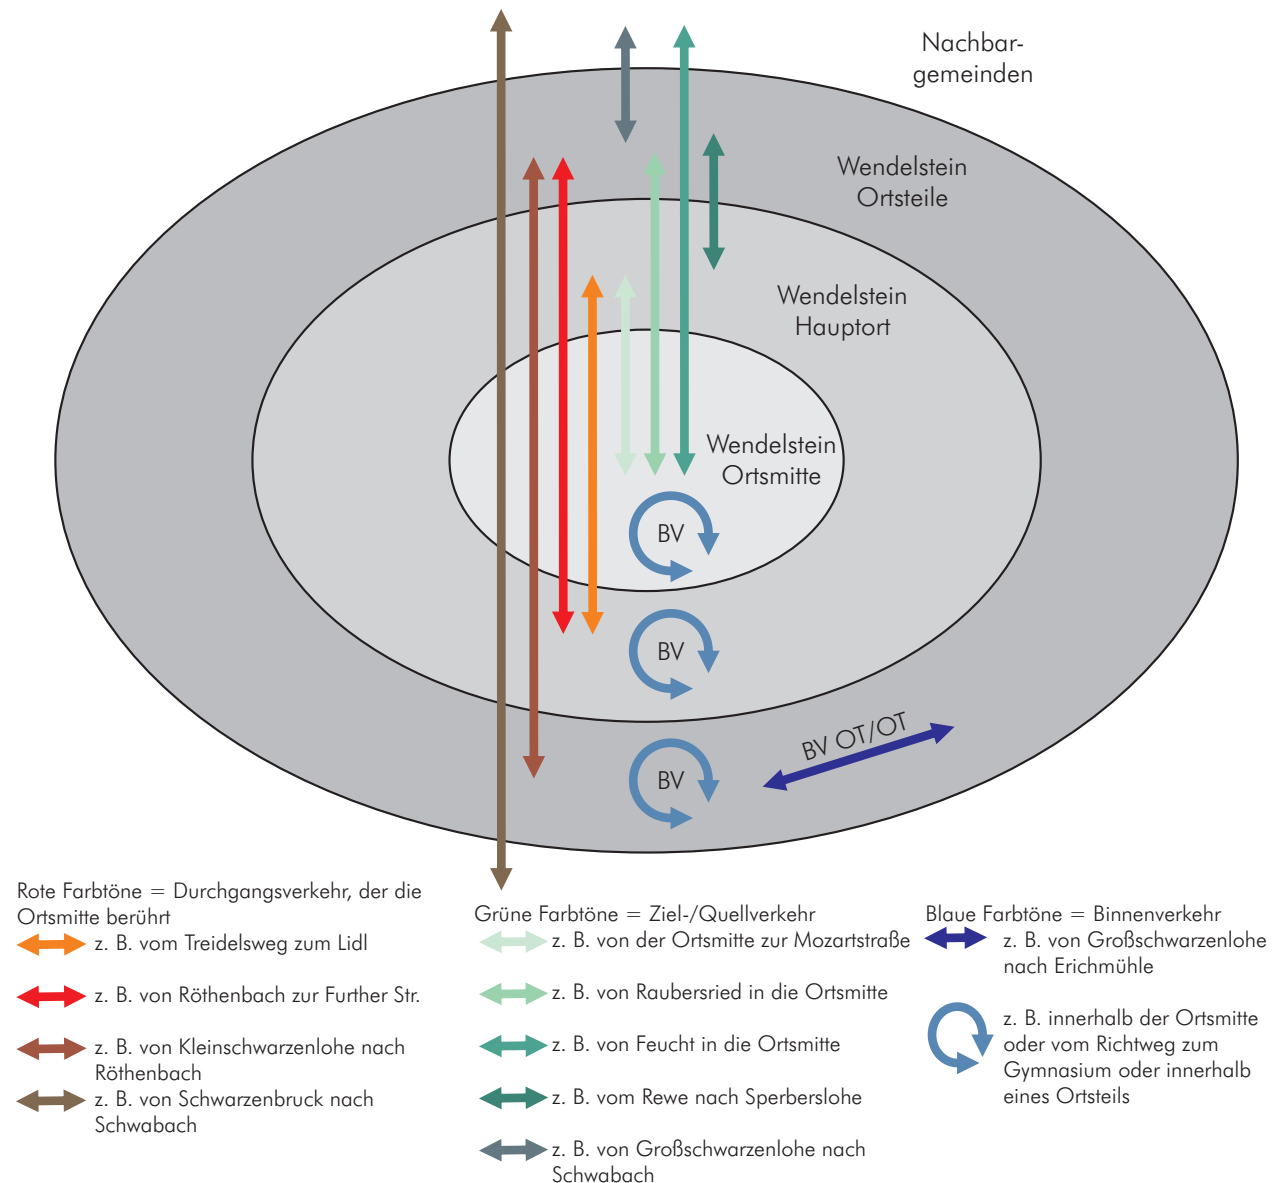 Nachbar-
gemeinden
Wendelstein
Ortsteile
Wendelstein
Hauptort
Wendelstein
Ortsmitte
BV
BV
BV
BV OT/OT
Rote Farbtöne = Durchgangsverkehr, der die
Ortsmitte berührt
z. B. vom Treidelsweg zum Lidl
z. B. von Röthenbach zur Further Str.
z. B. von Kleinschwarzenlohe nach
Röthenbach
z. B. von Schwarzenbruck nach
Schwabach
Grüne Farbtöne = Ziel-/Quellverkehr
z. B. von der Ortsmitte zur Mozartstraße
z. B. von Raubersried in die Ortsmitte
z. B. von Feucht in die Ortsmitte
z. B. vom Rewe nach Sperberslohe
z. B. von Großschwarzenlohe nach
Schwabach
Blaue Farbtöne = Binnenverkehr
z. B. von Großschwarzenlohe
nach Erichmühle
z. B. innerhalb der Ortsmitte
oder vom Richtweg zum
Gymnasium oder innerhalb
eines Ortsteils